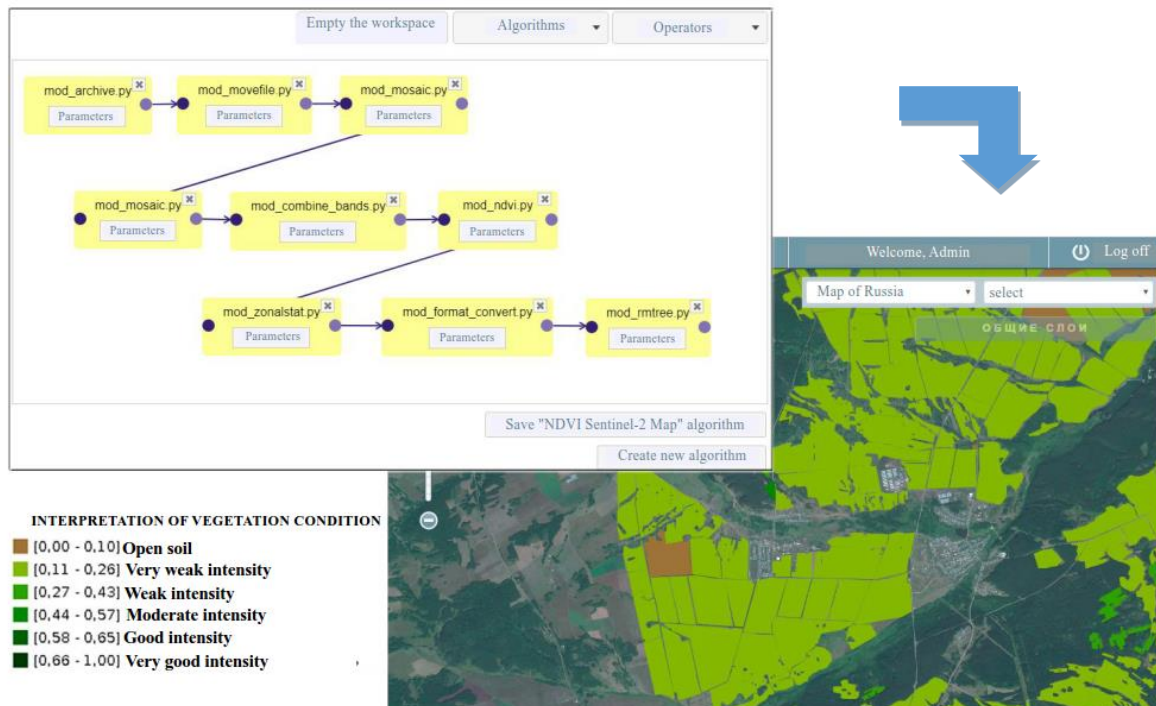 Empty the workspace
Algorithms
Operators
mod_archive.py
Parameters
mod_movefile.py
Parameters
mod_mosaic.py
Parameters
mod_mosaic.py
Parameters
mod_combine_bands.py
Parameters
mod_ndvi.py
Parameters
mod_zonalstat.py
Parameters
mod_format_convert.py
Parameters
mod_rmtree.py
Parameters
Save "NDVI Sentinel-2 Map" algorithm
Create new algorithm
Welcome, Admin
Log off
Map of Russia
select
ОБЩИЕ СЛОИ
INTERPRETATION OF VEGETATION CONDITION
[0,00 - 0,10] Open soil
[0,11 - 0,26] Very weak intensity
[0,27 - 0,43] Weak intensity
[0,44 - 0,57] Moderate intensity
[0,58 - 0,65] Good intensity
[0,66 - 1,00] Very good intensity